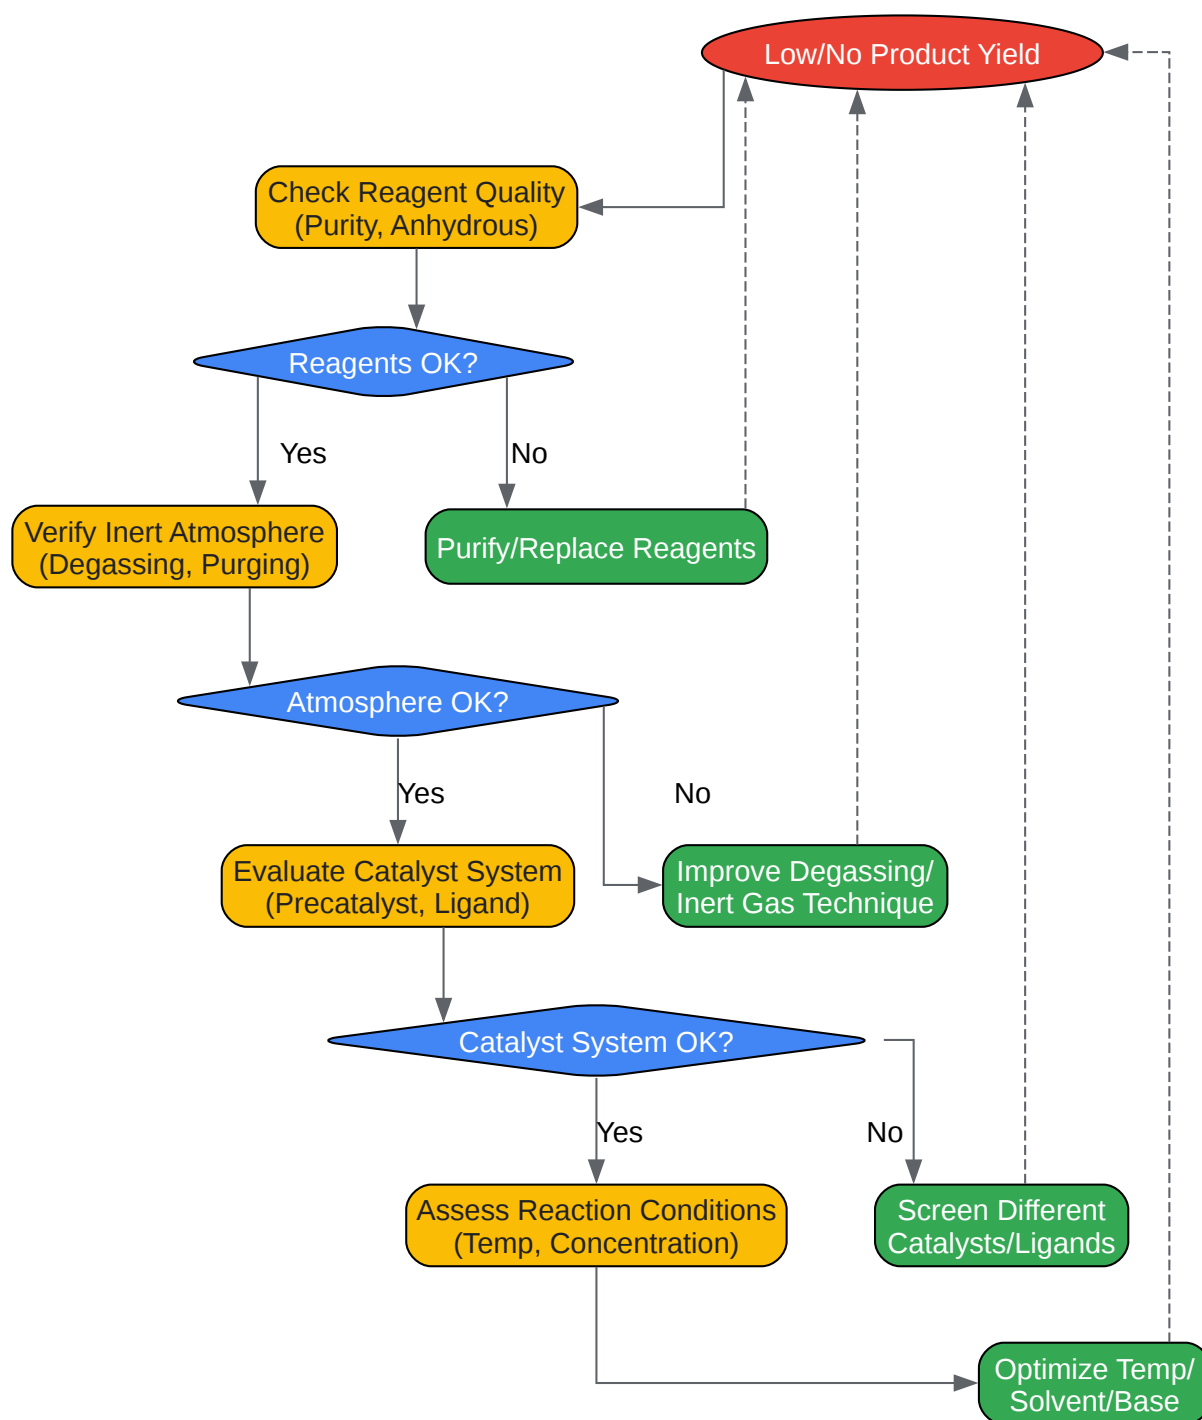 Low/No Product Yield
Check Reagent Quality
(Purity, Anhydrous)
Reagents OK?
Yes
No
Verify Inert Atmosphere
(Degassing, Purging)
Purify/Replace Reagents
Atmosphere OK?
Yes
No
Evaluate Catalyst System
(Precatalyst, Ligand)
Improve Degassing/
Inert Gas Technique
Catalyst System OK?
Yes
No
Assess Reaction Conditions
(Temp, Concentration)
Screen Different
Catalysts/Ligands
Optimize Temp/
Solvent/Base